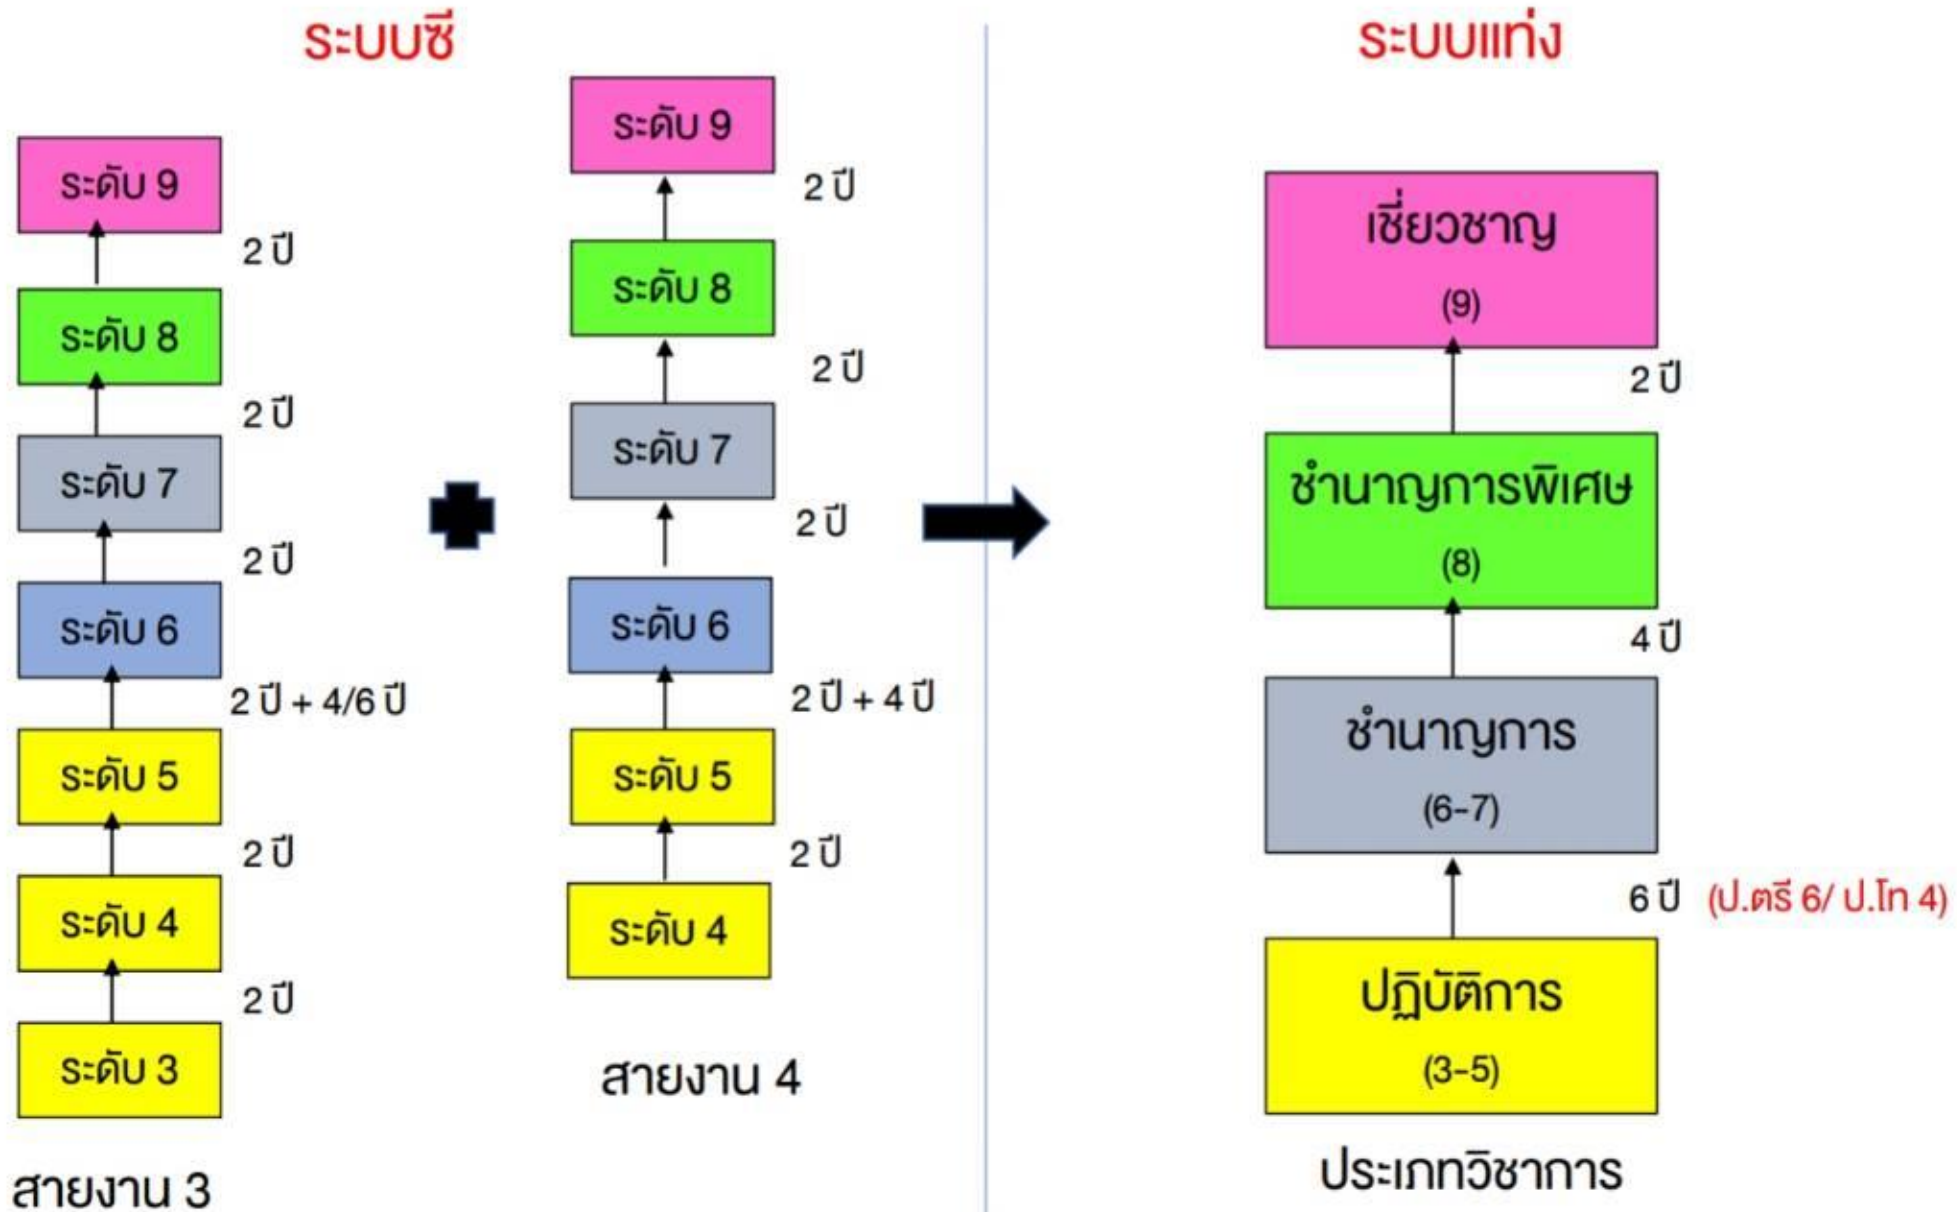 ระบบซี
ระดับ 9
2 ปี
ระดับ 8
2 ปี
ระดับ 7
2 ปี
ระดับ 6
2 ปี + 4/6 ปี
ระดับ 5
2 ปี
ระดับ 4
2 ปี
ระดับ 3
สายงาน 3
ระดับ 9
2 ปี
ระดับ 8
2 ปี
ระดับ 7
2 ปี
ระดับ 6
2 ปี + 4 ปี
ระดับ 5
2 ปี
ระดับ 4
สายงาน 4
ระบบแท่ง
เชี่ยวชาญ
(9)
2 ปี
ชำนาญการพิเศษ
(8)
4 ปี
ชำนาญการ
(6-7)
6 ปี (ป.ตรี 6/ ป.โท 4)
ปฏิบัติการ
(3-5)
ประเภทวิชาการ